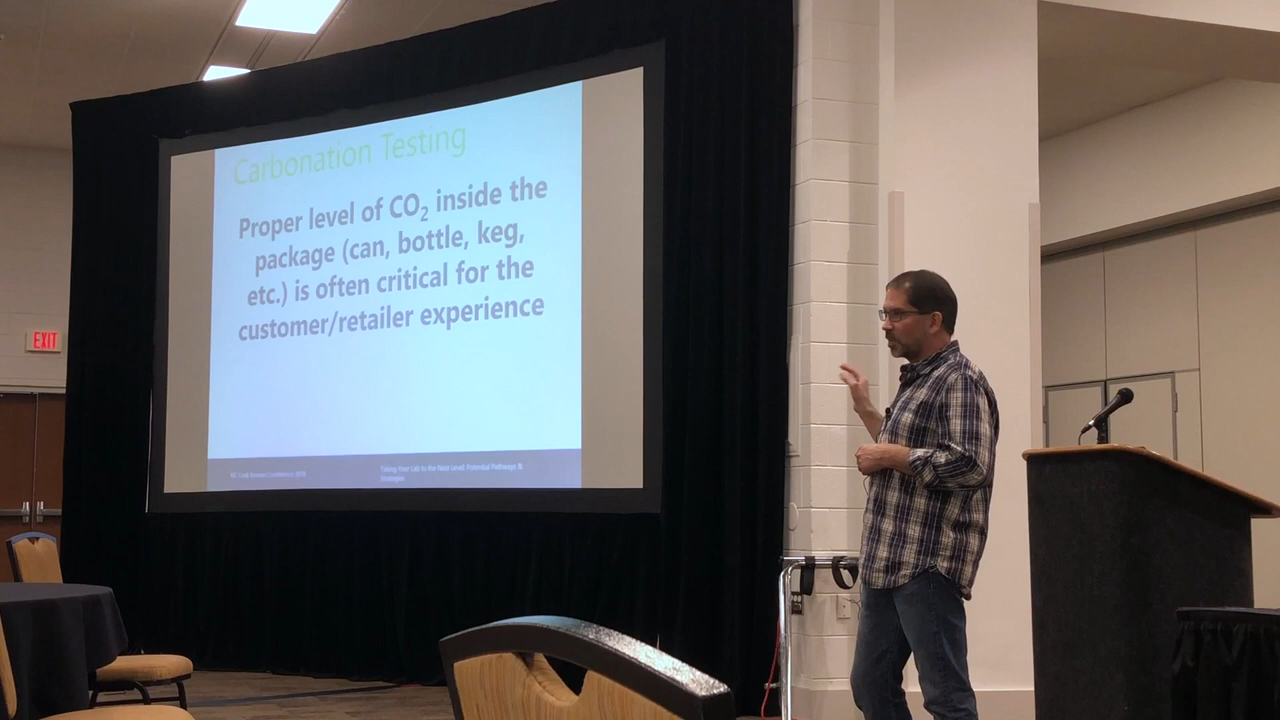 Carbonation Testing
Proper level of CO₂ inside the
package (can, bottle, keg,
etc.) is often critical for the
customer/retailer experience
Taking Your Lab to the Next Level: Potential Pathways &
Strategies
EXIT